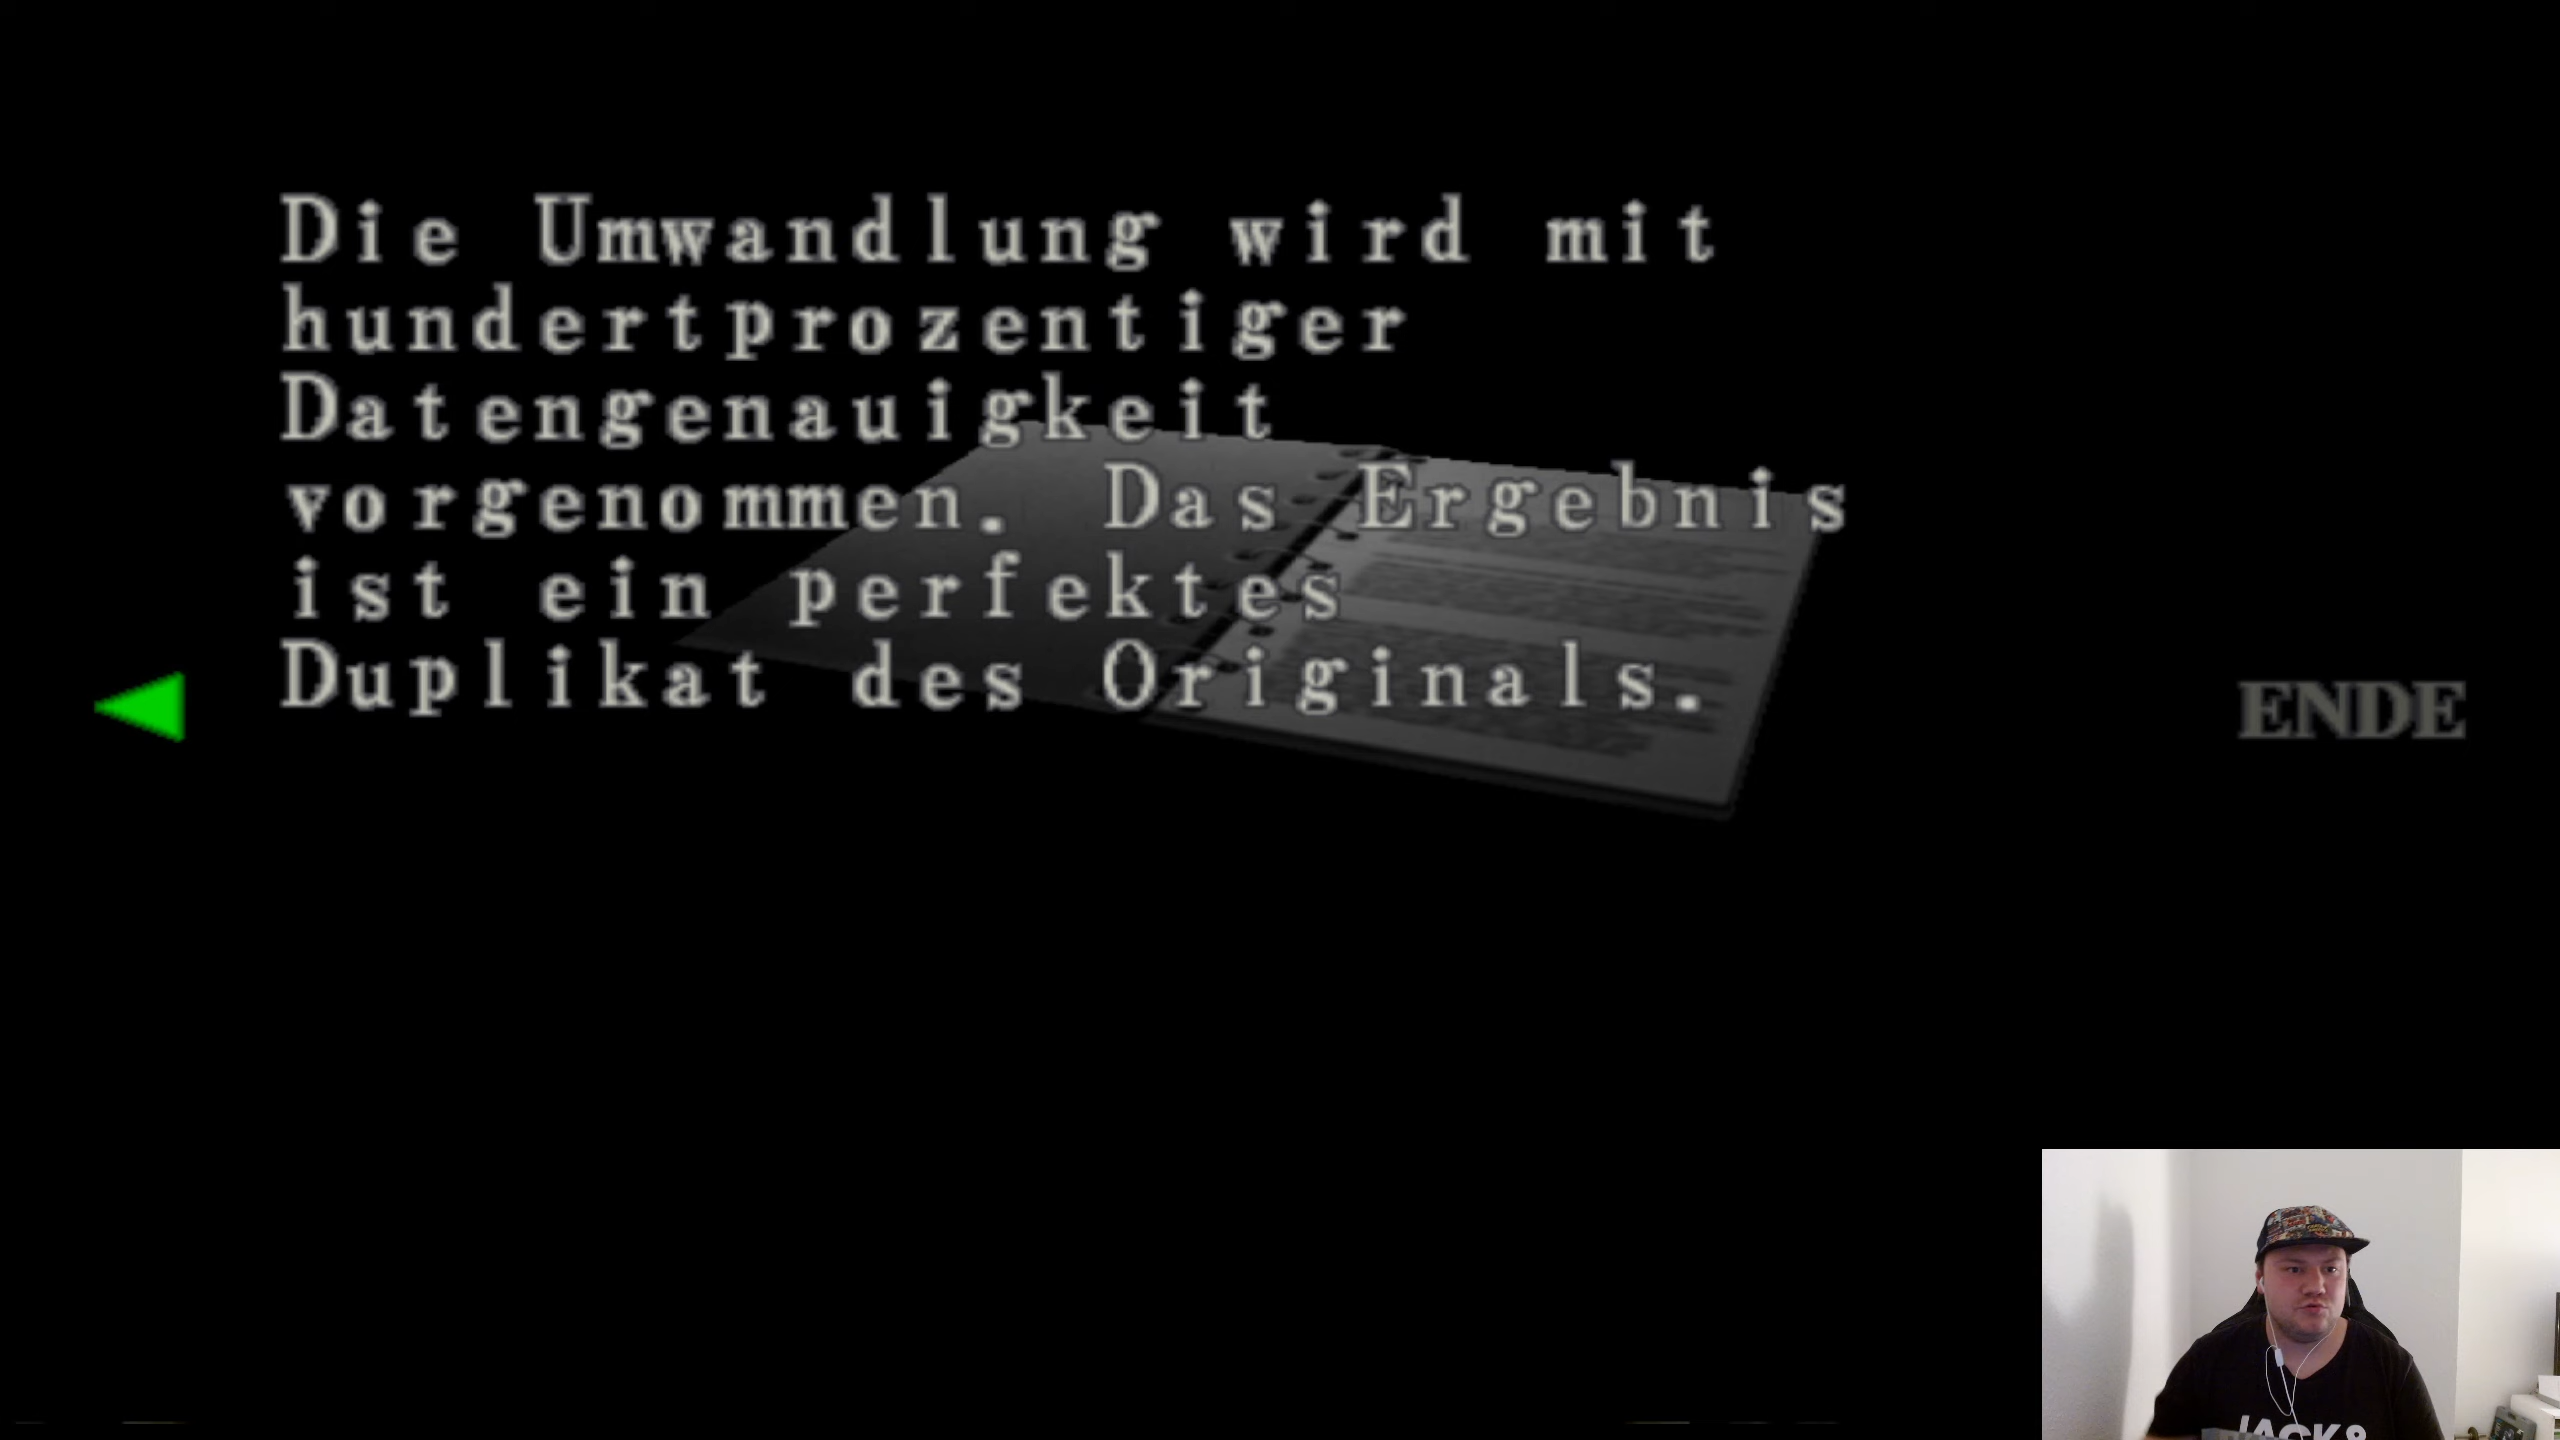 Die Umwandlung wird mit
hundertprozentiger
Datengenauigkeit
vorgenommen. Das Ergebnis
ist ein perfektes
Duplikat des Originals.
ENDE